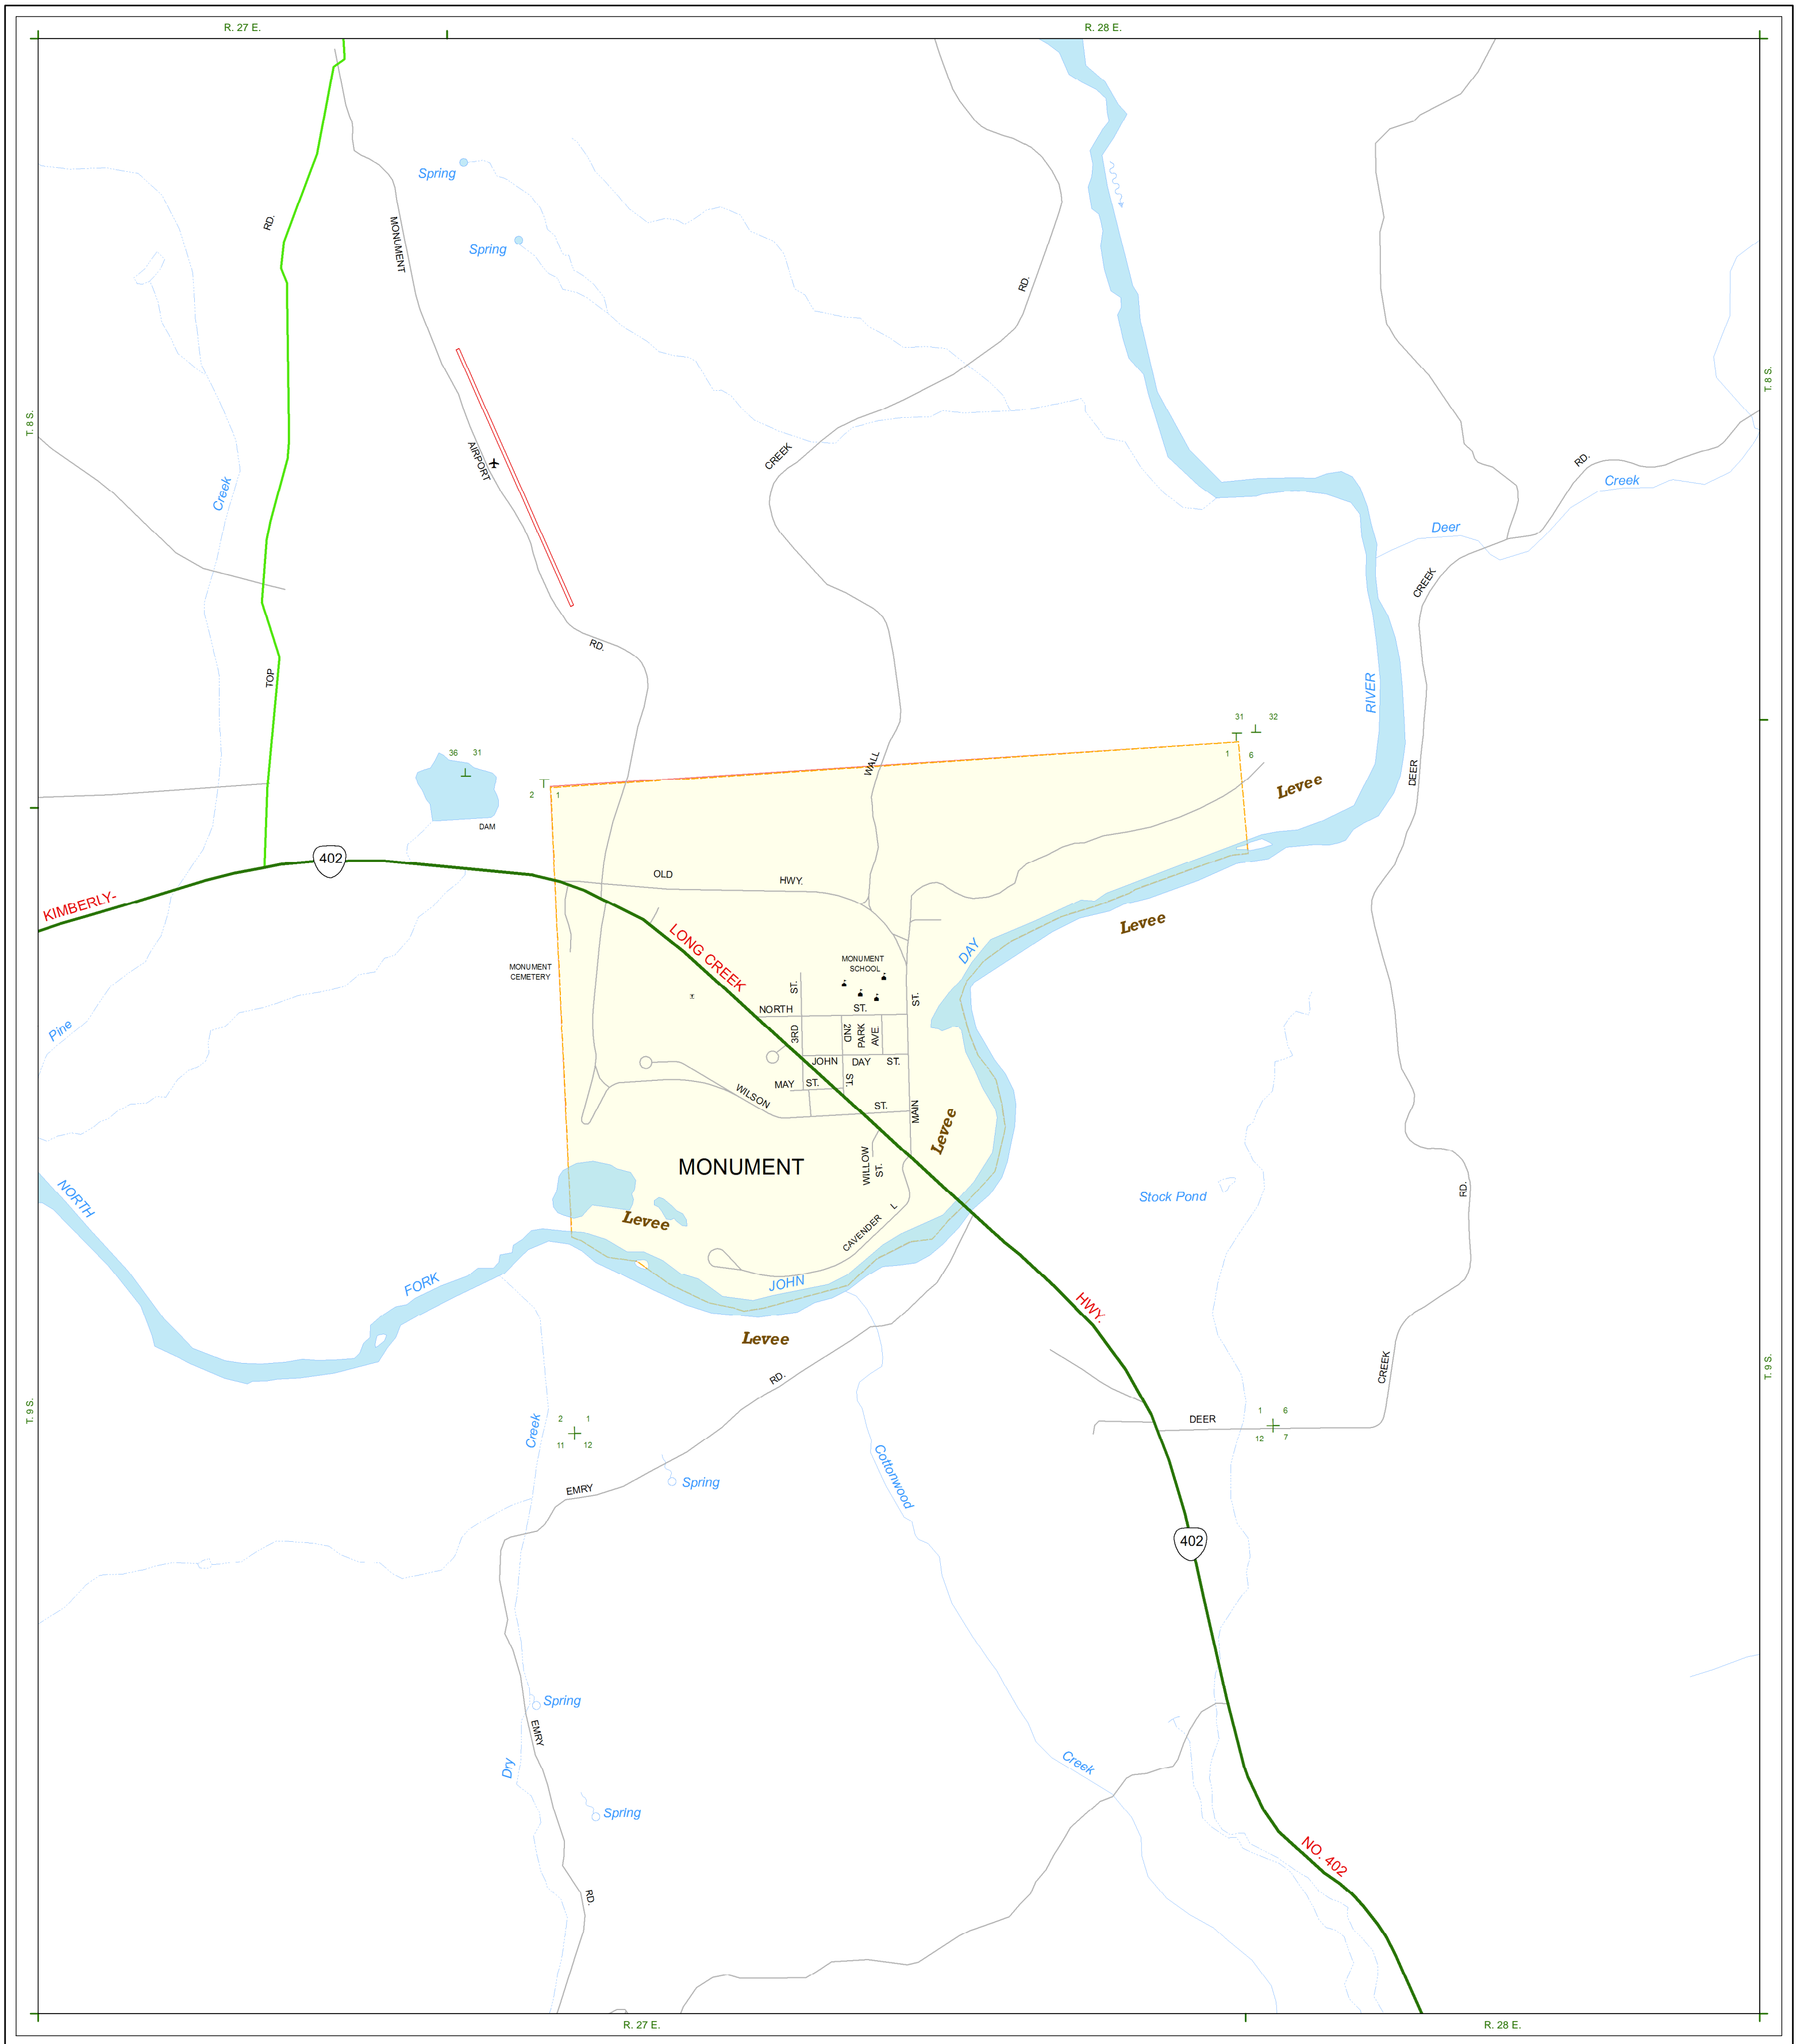 R. 27 E.
R. 28 E.
Spring
RD.
MONUMENT
Spring
RD.
T. 8 S.
T. 8 S.
CREEK
AIRPORT
RD.
Creek
Creek
Deer
CREEK
RD.
TOP
RIVER
31
32
36
31
1
6
WALL
DEER
Levee
2
1
DAM
402
OLD
HWY.
KIMBERLY-
Levee
LONG CREEK
DAY
MONUMENT
SCHOOL
MONUMENT
CEMETERY
ST.
ST.
NORTH
ST.
Pine
3RD
2ND
PARK
AVE.
JOHN
DAY
ST.
MAY
ST.
ST.
WILSON
ST.
MAIN
Levee
MONUMENT
WILLOW
ST.
NORTH
Stock Pond
RD.
Levee
CAVENDER
L
FORK
JOHN
HWY.
Levee
RD.
CREEK
T. 9 S.
T. 9 S.
2
1
11
12
Creek
1
6
12
7
DEER
Cottonwood
Spring
EMRY
402
Spring
EMRY
Dry
Creek
Spring
NO. 402
RD.
R. 27 E.
R. 28 E.